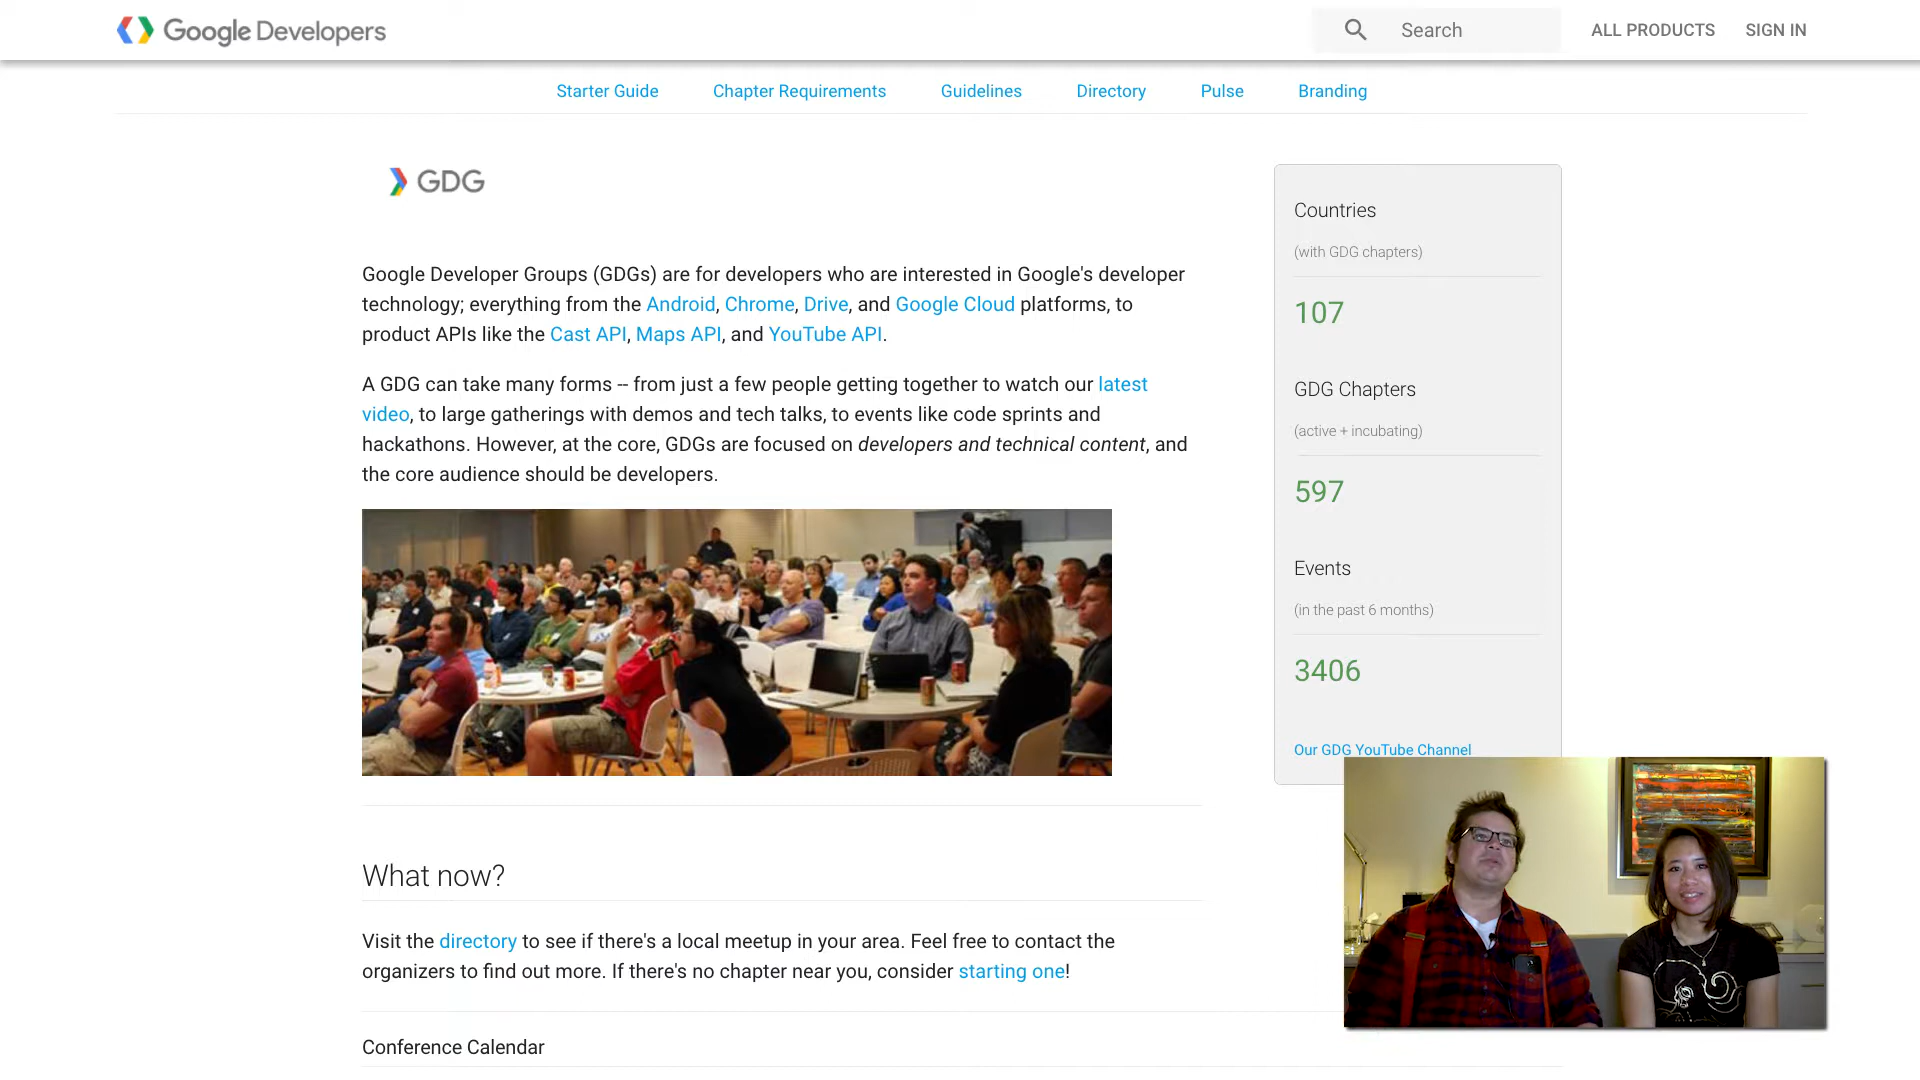 Google Developers
Search
ALL PRODUCTS
SIGN IN
Starter Guide
Chapter Requirements
Guidelines
Directory
Pulse
Branding
GDG
Google Developer Groups (GDGs) are for developers who are interested in Google's developer
technology; everything from the Android, Chrome, Drive, and Google Cloud platforms, to
product APIs like the Cast API, Maps API, and YouTube API.
A GDG can take many forms -- from just a few people getting together to watch our latest
video, to large gatherings with demos and tech talks, to events like code sprints and
hackathons. However, at the core, GDGs are focused on developers and technical content, and
the core audience should be developers.
What now?
Visit the directory to see if there's a local meetup in your area. Feel free to contact the
organizers to find out more. If there's no chapter near you, consider starting one!
Conference Calendar
Countries
(with GDG chapters)
107
GDG Chapters
(active + incubating)
597
Events
(in the past 6 months)
3406
Our GDG YouTube Channel